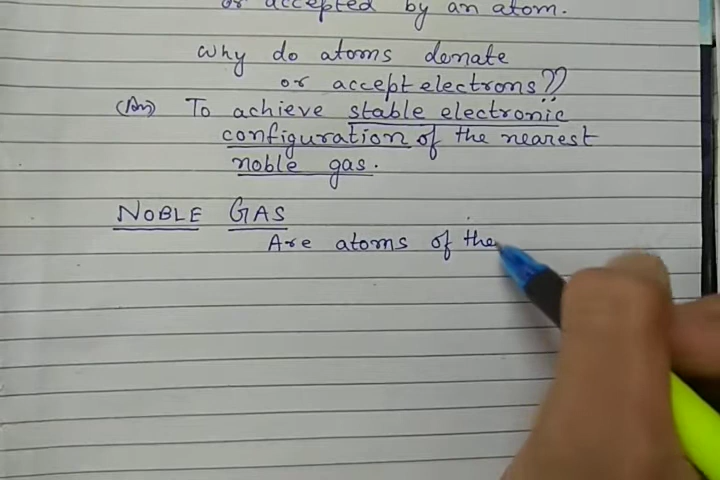 or accepted by an atom.
Why do atoms donate
or accept electrons??
(An) To achieve stable electronic
configuration of the nearest
noble gas.
NOBLE GAS
Are atoms of the